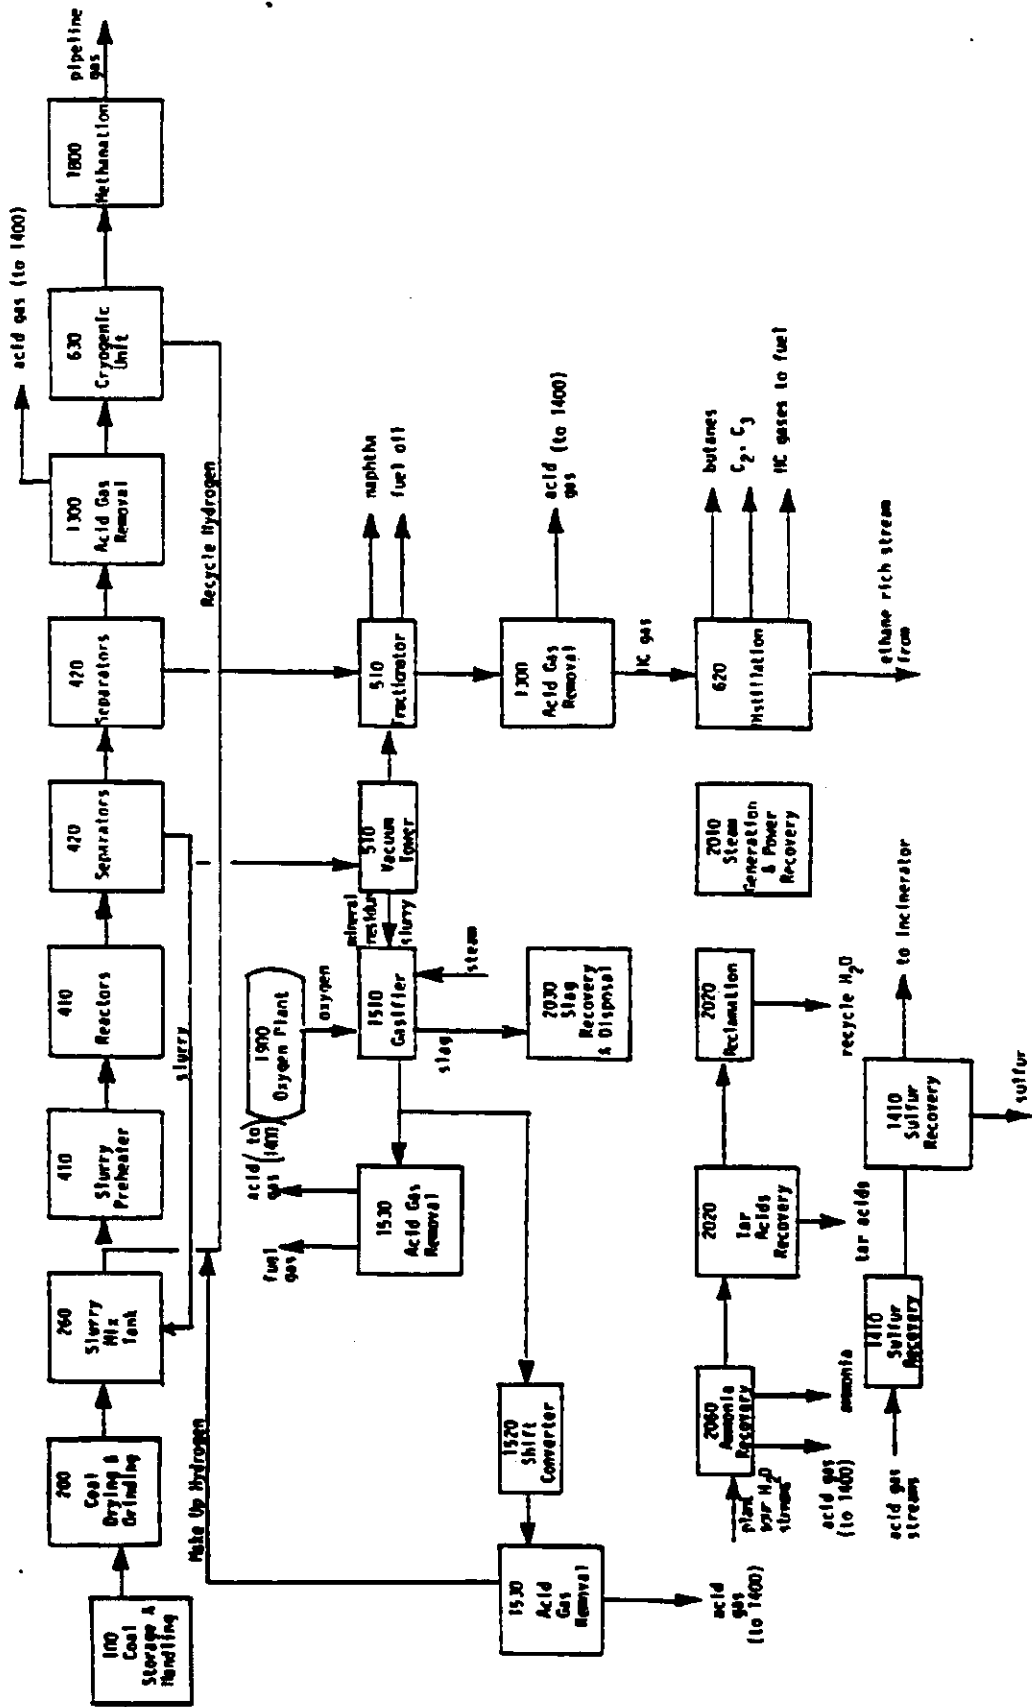 100
Coal
Storage &
Handling
200
Coal
Drying &
Grinding
260
Slurry
Mix
Tank
410
Slurry
Preheater
410
Reactors
420
Separators
420
Separators
1300
Acid Gas
Removal
acid gas (to 1400)
630
Cryogenic
Unit
1800
Methanation
pipeline
gas
slurry
Recycle Hydrogen
Make Up Hydrogen
1900
Oxygen Plant
oxygen
acid (to
gas 1400)
fuel
gas
1530
Acid Gas
Removal
1510
Gasifier
mineral
residue
slurry
steam
slag
510
Vacuum
Tower
510
Fractionator
naphtha
fuel oil
2030
Slag
Recovery
& Disposal
1300
Acid Gas
Removal
acid (to 1400)
gas
HC gas
1520
Shift
Converter
1530
Acid
Gas
Removal
acid
gas
(to 1400)
620
Distillation
butanes
C2, C3
HC gases to fuel
ethane rich stream
from
2010
Steam
Generation
& Power
Recovery
plant
sour H2O
streams
2060
Ammonia
Recovery
acid gas
(to 1400)
ammonia
2020
Tar
Acids
Recovery
tar acids
2020
Reclamation
recycle H2O
acid gas
streams
1410
Sulfur
Recovery
1410
Sulfur
Recovery
to incinerator
sulfur